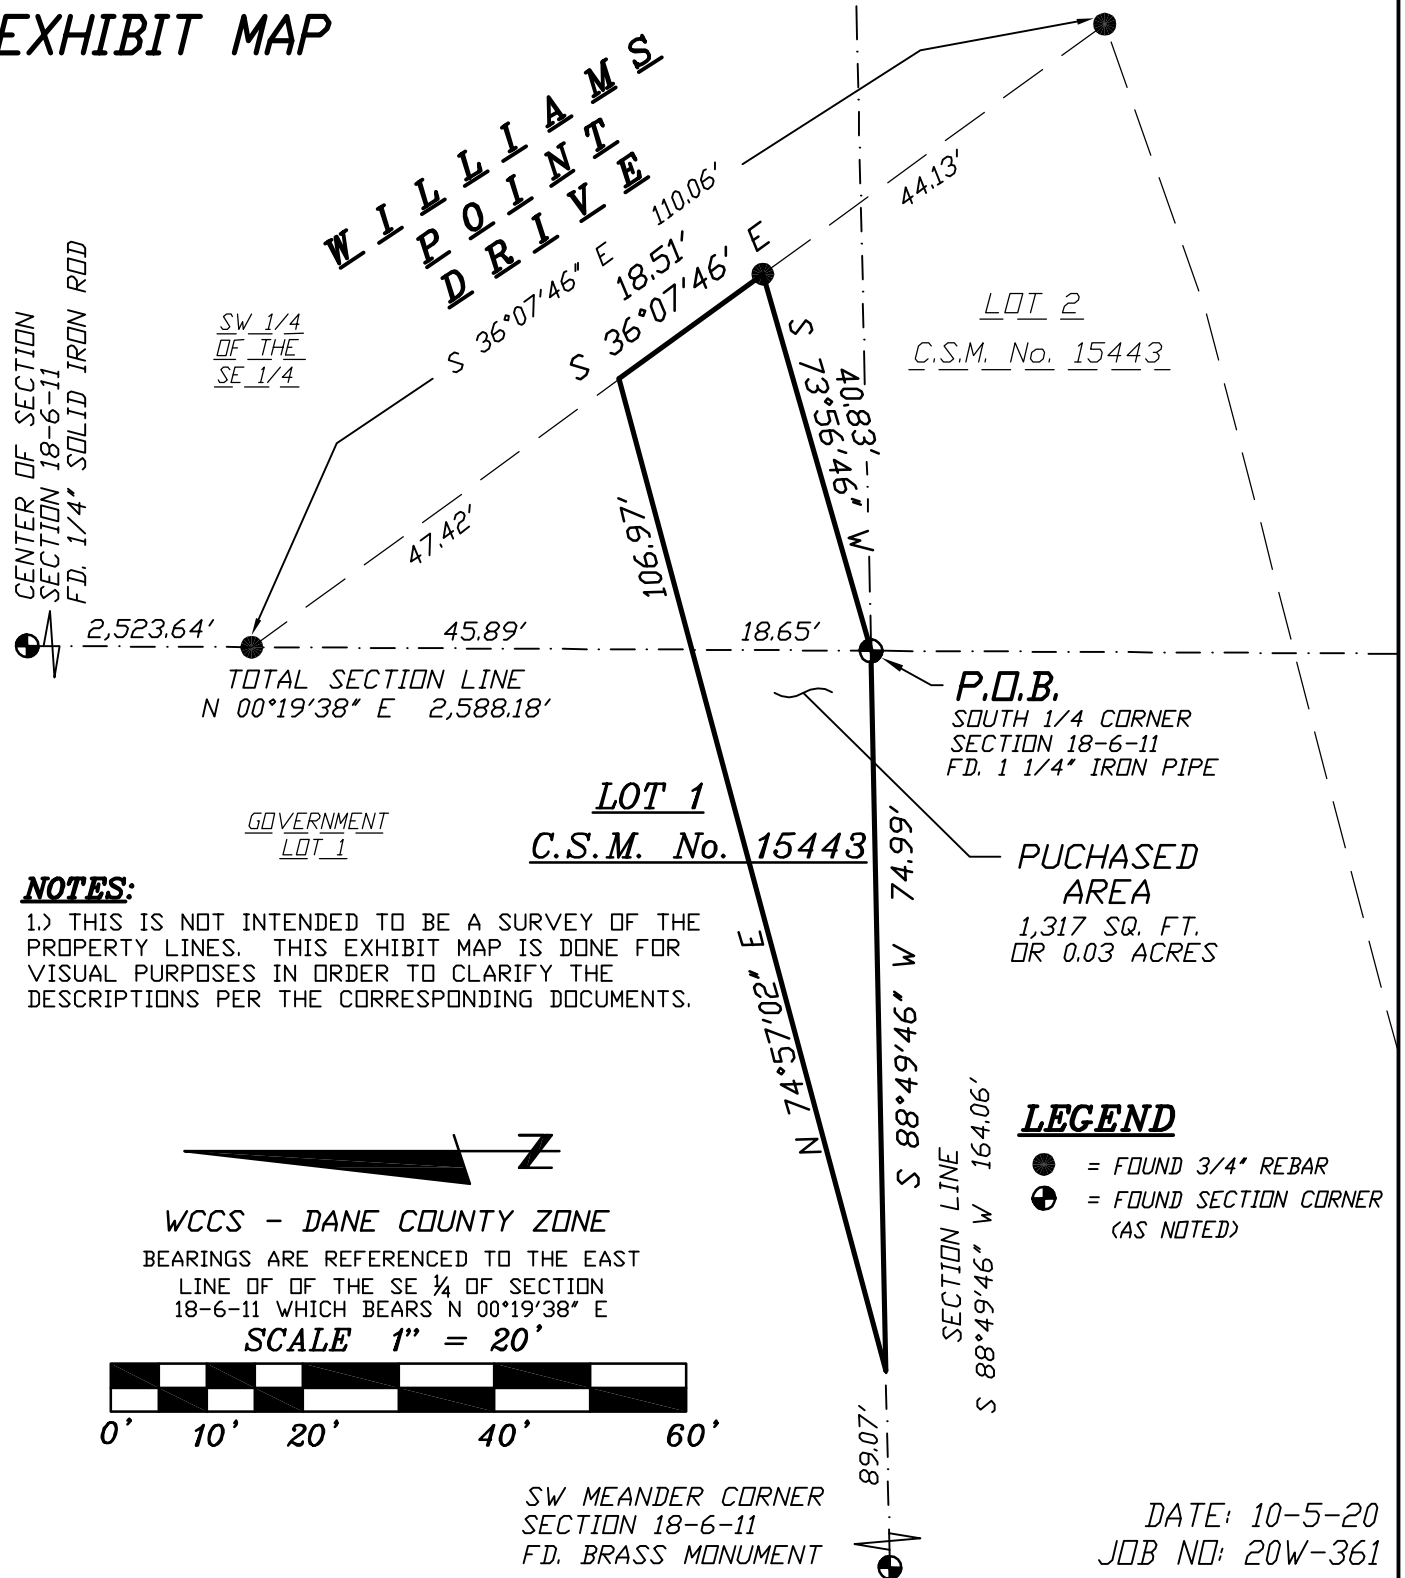 EXHIBIT MAP
WILLIAMS
POINT
DRIVE
110.06'
S 36°07'46" E
18.51'
S 36°07'46' E
44.13'
SW 1/4
OF THE
SE 1/4
LOT 2
C.S.M. No. 15443
CENTER OF SECTION
SECTION 18-6-11
FD. 1/4" SOLID IRON ROD
40.83'
S 73°56'46" W
47.42'
106.97'
2,523.64'
45.89'
18.65'
TOTAL SECTION LINE
N 00°19'38" E 2,588.18'
P.O.B.
SOUTH 1/4 CORNER
SECTION 18-6-11
FD. 1 1/4" IRON PIPE
LOT 1
C.S.M. No. 15443
GOVERNMENT
LOT 1
PUCHASED
AREA
1,317 SQ. FT.
OR 0.03 ACRES
NOTES:
1.) THIS IS NOT INTENDED TO BE A SURVEY OF THE
PROPERTY LINES. THIS EXHIBIT MAP IS DONE FOR
VISUAL PURPOSES IN ORDER TO CLARIFY THE
DESCRIPTIONS PER THE CORRESPONDING DOCUMENTS.
N 74°57'02" E
S 88°49'46" W 74.99'
SECTION LINE
S 88°49'46" W 164.06'
LEGEND
= FOUND 3/4" REBAR
= FOUND SECTION CORNER
(AS NOTED)
N
WCCS - DANE COUNTY ZONE
BEARINGS ARE REFERENCED TO THE EAST
LINE OF OF THE SE ¼ OF SECTION
18-6-11 WHICH BEARS N 00°19'38" E
SCALE 1" = 20'
0' 10' 20' 40' 60'
89.07'
SW MEANDER CORNER
SECTION 18-6-11
FD. BRASS MONUMENT
DATE: 10-5-20
JOB NO: 20W-361